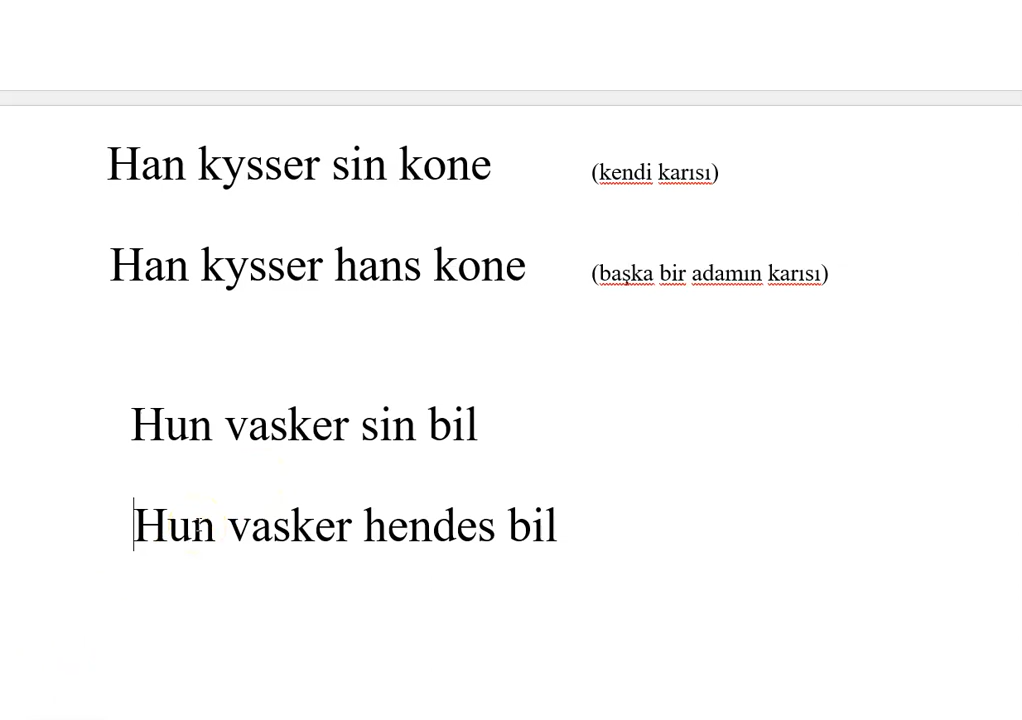 Han kysser sin kone (kendi karısı)
Han kysser hans kone (başka bir adamın karısı)
Hun vasker sin bil
Hun vasker hendes bil